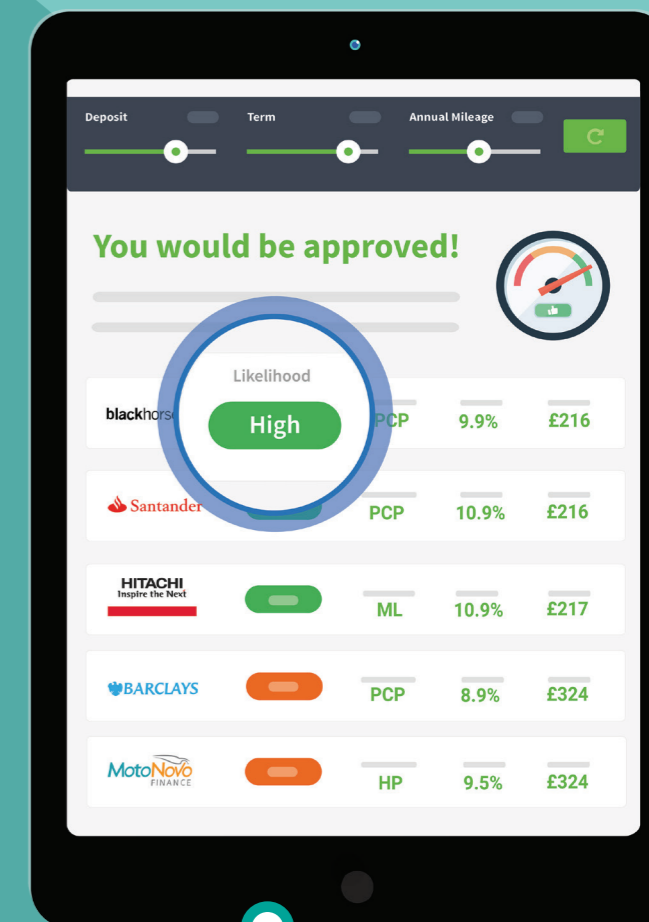 Deposit Term Annual Mileage
You would be approved!
Likelihood
High
blackhors PCP 9.9% £216
Santander PCP 10.9% £216
HITACHI
Inspire the Next
ML 10.9% £217
BARCLAYS PCP 8.9% £324
MotoNovo
FINANCE
HP 9.5% £324